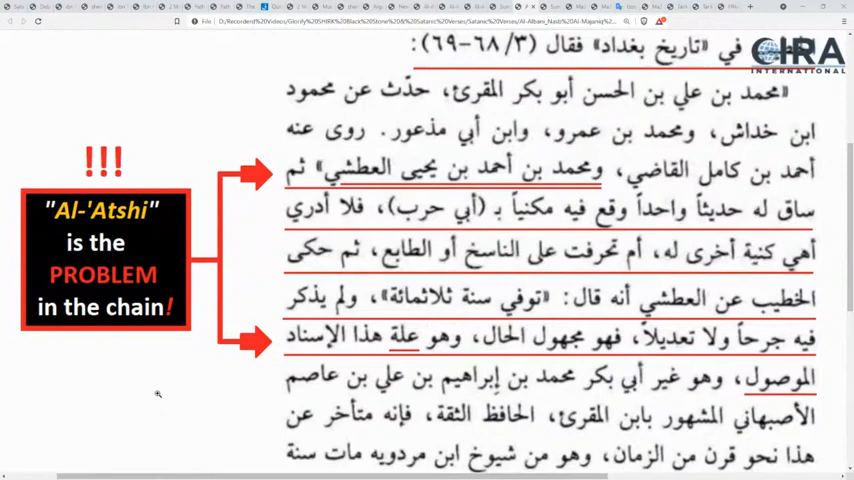 File
في «تاريخ بغداد» فقال (٣/ ٦٨-٦٩):
CIRA
INTERNATIONAL
«محمد بن علي بن الحسن أبو بكر المقرئ، حدّث عن محمود
ابن خداش، ومحمد بن عمرو، وابن أبي مذعور. روى عنه
أحمد بن كامل القاضي، ومحمد بن أحمد بن يحيى العطشي» ثم
ساق له حديثاً واحداً وقع فيه مكنياً بـ (أبي حرب)، فلا أدري
أهي كنية أخرى له، أم تحرفت على الناسخ أو الطابع، ثم حكى
الخطيب عن العطشي أنه قال: «توفي سنة ثلاثمائة»، ولم يذكر
فيه جرحاً ولا تعديلاً، فهو مجهول الحال، وهو علة هذا الإسناد
الموصول، وهو غير أبي بكر محمد بن إبراهيم بن علي بن عاصم
الأصبهاني المشهور بابن المقرئ، الحافظ الثقة، فإنه متأخر عن
هذا نحو قرن من الزمان، وهو من شيوخ ابن مردويه مات سنة
!!!
"Al-'Atshi"
is the
PROBLEM
in the chain!